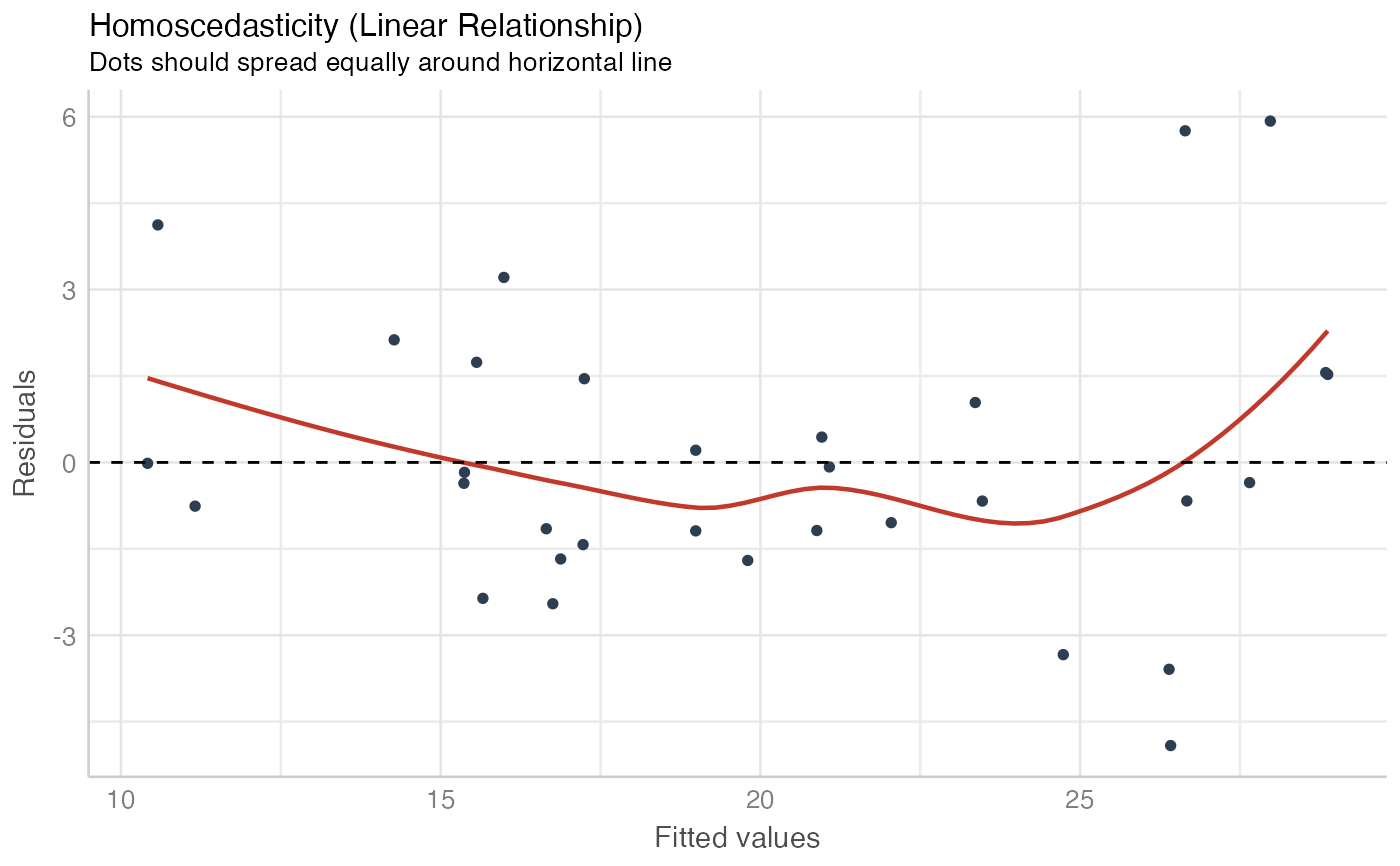 Homoscedasticity (Linear Relationship)
Dots should spread equally around horizontal line
6
3
0
-3
Residuals
10 15 20 25
Fitted values